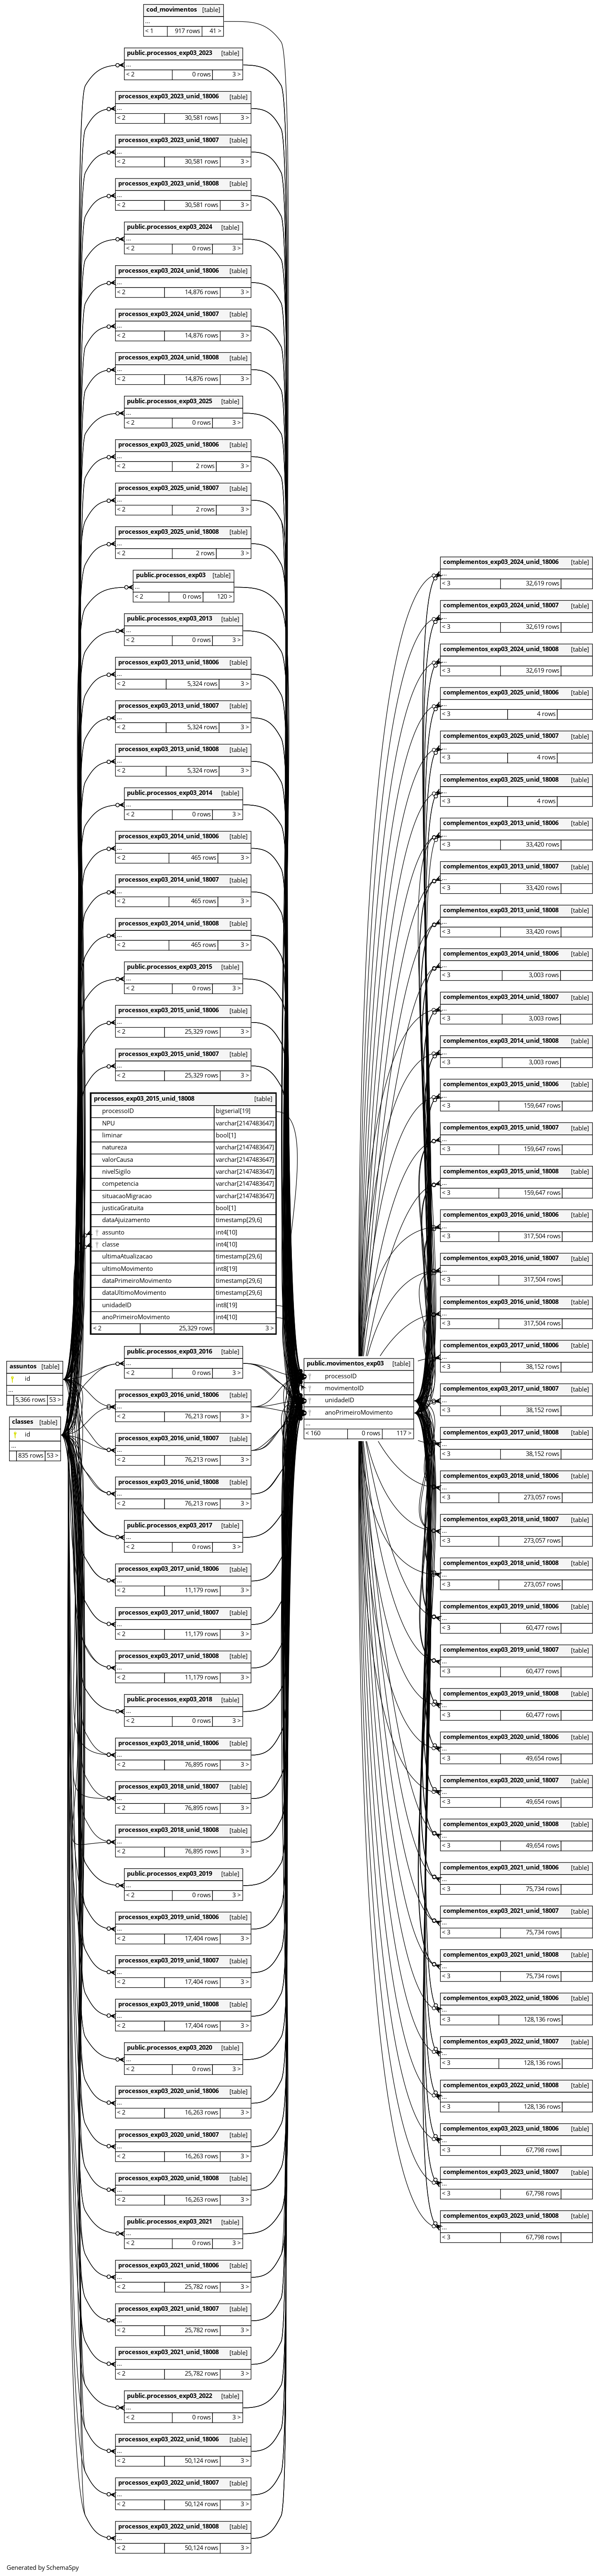 cod_movimentos [table]
...
< 1 917 rows 41 >
public.processos_exp03_2023 [table]
...
< 2 0 rows 3 >
processos_exp03_2023_unid_18006 [table]
...
< 2 30,581 rows 3 >
processos_exp03_2023_unid_18007 [table]
...
< 2 30,581 rows 3 >
processos_exp03_2023_unid_18008 [table]
...
< 2 30,581 rows 3 >
public.processos_exp03_2024 [table]
...
< 2 0 rows 3 >
processos_exp03_2024_unid_18006 [table]
...
< 2 14,876 rows 3 >
processos_exp03_2024_unid_18007 [table]
...
< 2 14,876 rows 3 >
processos_exp03_2024_unid_18008 [table]
...
< 2 14,876 rows 3 >
public.processos_exp03_2025 [table]
...
< 2 0 rows 3 >
processos_exp03_2025_unid_18006 [table]
...
< 2 2 rows 3 >
processos_exp03_2025_unid_18007 [table]
...
< 2 2 rows 3 >
processos_exp03_2025_unid_18008 [table]
...
< 2 2 rows 3 >
public.processos_exp03 [table]
...
< 2 0 rows 120 >
public.processos_exp03_2013 [table]
...
< 2 0 rows 3 >
processos_exp03_2013_unid_18006 [table]
...
< 2 5,324 rows 3 >
processos_exp03_2013_unid_18007 [table]
...
< 2 5,324 rows 3 >
processos_exp03_2013_unid_18008 [table]
...
< 2 5,324 rows 3 >
public.processos_exp03_2014 [table]
...
< 2 0 rows 3 >
processos_exp03_2014_unid_18006 [table]
...
< 2 465 rows 3 >
processos_exp03_2014_unid_18007 [table]
...
< 2 465 rows 3 >
processos_exp03_2014_unid_18008 [table]
...
< 2 465 rows 3 >
public.processos_exp03_2015 [table]
...
< 2 0 rows 3 >
processos_exp03_2015_unid_18006 [table]
...
< 2 25,329 rows 3 >
processos_exp03_2015_unid_18007 [table]
...
< 2 25,329 rows 3 >
processos_exp03_2015_unid_18008 [table]
processoID bigserial[19]
NPU varchar[2147483647]
liminar bool[1]
natureza varchar[2147483647]
valorCausa varchar[2147483647]
nivelSigilo varchar[2147483647]
competencia varchar[2147483647]
situacaoMigracao varchar[2147483647]
justicaGratuita bool[1]
dataAjuizamento timestamp[29,6]
assunto int4[10]
classe int4[10]
ultimaAtualizacao timestamp[29,6]
ultimoMovimento int8[19]
dataPrimeiroMovimento timestamp[29,6]
dataUltimoMovimento timestamp[29,6]
unidadeID int8[19]
anoPrimeiroMovimento int4[10]
< 2 25,329 rows 3 >
assuntos [table]
id
...
5,366 rows 53 >
classes [table]
id
...
835 rows 53 >
public.processos_exp03_2016 [table]
...
< 2 0 rows 3 >
processos_exp03_2016_unid_18006 [table]
...
< 2 76,213 rows 3 >
processos_exp03_2016_unid_18007 [table]
...
< 2 76,213 rows 3 >
processos_exp03_2016_unid_18008 [table]
...
< 2 76,213 rows 3 >
public.processos_exp03_2017 [table]
...
< 2 0 rows 3 >
processos_exp03_2017_unid_18006 [table]
...
< 2 11,179 rows 3 >
processos_exp03_2017_unid_18007 [table]
...
< 2 11,179 rows 3 >
processos_exp03_2017_unid_18008 [table]
...
< 2 11,179 rows 3 >
public.processos_exp03_2018 [table]
...
< 2 0 rows 3 >
processos_exp03_2018_unid_18006 [table]
...
< 2 76,895 rows 3 >
processos_exp03_2018_unid_18007 [table]
...
< 2 76,895 rows 3 >
processos_exp03_2018_unid_18008 [table]
...
< 2 76,895 rows 3 >
public.processos_exp03_2019 [table]
...
< 2 0 rows 3 >
processos_exp03_2019_unid_18006 [table]
...
< 2 17,404 rows 3 >
processos_exp03_2019_unid_18007 [table]
...
< 2 17,404 rows 3 >
processos_exp03_2019_unid_18008 [table]
...
< 2 17,404 rows 3 >
public.processos_exp03_2020 [table]
...
< 2 0 rows 3 >
processos_exp03_2020_unid_18006 [table]
...
< 2 16,263 rows 3 >
processos_exp03_2020_unid_18007 [table]
...
< 2 16,263 rows 3 >
processos_exp03_2020_unid_18008 [table]
...
< 2 16,263 rows 3 >
public.processos_exp03_2021 [table]
...
< 2 0 rows 3 >
processos_exp03_2021_unid_18006 [table]
...
< 2 25,782 rows 3 >
processos_exp03_2021_unid_18007 [table]
...
< 2 25,782 rows 3 >
processos_exp03_2021_unid_18008 [table]
...
< 2 25,782 rows 3 >
public.processos_exp03_2022 [table]
...
< 2 0 rows 3 >
processos_exp03_2022_unid_18006 [table]
...
< 2 50,124 rows 3 >
processos_exp03_2022_unid_18007 [table]
...
< 2 50,124 rows 3 >
processos_exp03_2022_unid_18008 [table]
...
< 2 50,124 rows 3 >
public.movimentos_exp03 [table]
processoID
movimentoID
unidadeID
anoPrimeiroMovimento
...
< 160 0 rows 117 >
complementos_exp03_2024_unid_18006 [table]
...
< 3 32,619 rows
complementos_exp03_2024_unid_18007 [table]
...
< 3 32,619 rows
complementos_exp03_2024_unid_18008 [table]
...
< 3 32,619 rows
complementos_exp03_2025_unid_18006 [table]
...
< 3 4 rows
complementos_exp03_2025_unid_18007 [table]
...
< 3 4 rows
complementos_exp03_2025_unid_18008 [table]
...
< 3 4 rows
complementos_exp03_2013_unid_18006 [table]
...
< 3 33,420 rows
complementos_exp03_2013_unid_18007 [table]
...
< 3 33,420 rows
complementos_exp03_2013_unid_18008 [table]
...
< 3 33,420 rows
complementos_exp03_2014_unid_18006 [table]
...
< 3 3,003 rows
complementos_exp03_2014_unid_18007 [table]
...
< 3 3,003 rows
complementos_exp03_2014_unid_18008 [table]
...
< 3 3,003 rows
complementos_exp03_2015_unid_18006 [table]
...
< 3 159,647 rows
complementos_exp03_2015_unid_18007 [table]
...
< 3 159,647 rows
complementos_exp03_2015_unid_18008 [table]
...
< 3 159,647 rows
complementos_exp03_2016_unid_18006 [table]
...
< 3 317,504 rows
complementos_exp03_2016_unid_18007 [table]
...
< 3 317,504 rows
complementos_exp03_2016_unid_18008 [table]
...
< 3 317,504 rows
complementos_exp03_2017_unid_18006 [table]
...
< 3 38,152 rows
complementos_exp03_2017_unid_18007 [table]
...
< 3 38,152 rows
complementos_exp03_2017_unid_18008 [table]
...
< 3 38,152 rows
complementos_exp03_2018_unid_18006 [table]
...
< 3 273,057 rows
complementos_exp03_2018_unid_18007 [table]
...
< 3 273,057 rows
complementos_exp03_2018_unid_18008 [table]
...
< 3 273,057 rows
complementos_exp03_2019_unid_18006 [table]
...
< 3 60,477 rows
complementos_exp03_2019_unid_18007 [table]
...
< 3 60,477 rows
complementos_exp03_2019_unid_18008 [table]
...
< 3 60,477 rows
complementos_exp03_2020_unid_18006 [table]
...
< 3 49,654 rows
complementos_exp03_2020_unid_18007 [table]
...
< 3 49,654 rows
complementos_exp03_2020_unid_18008 [table]
...
< 3 49,654 rows
complementos_exp03_2021_unid_18006 [table]
...
< 3 75,734 rows
complementos_exp03_2021_unid_18007 [table]
...
< 3 75,734 rows
complementos_exp03_2021_unid_18008 [table]
...
< 3 75,734 rows
complementos_exp03_2022_unid_18006 [table]
...
< 3 128,136 rows
complementos_exp03_2022_unid_18007 [table]
...
< 3 128,136 rows
complementos_exp03_2022_unid_18008 [table]
...
< 3 128,136 rows
complementos_exp03_2023_unid_18006 [table]
...
< 3 67,798 rows
complementos_exp03_2023_unid_18007 [table]
...
< 3 67,798 rows
complementos_exp03_2023_unid_18008 [table]
...
< 3 67,798 rows
Generated by SchemaSpy